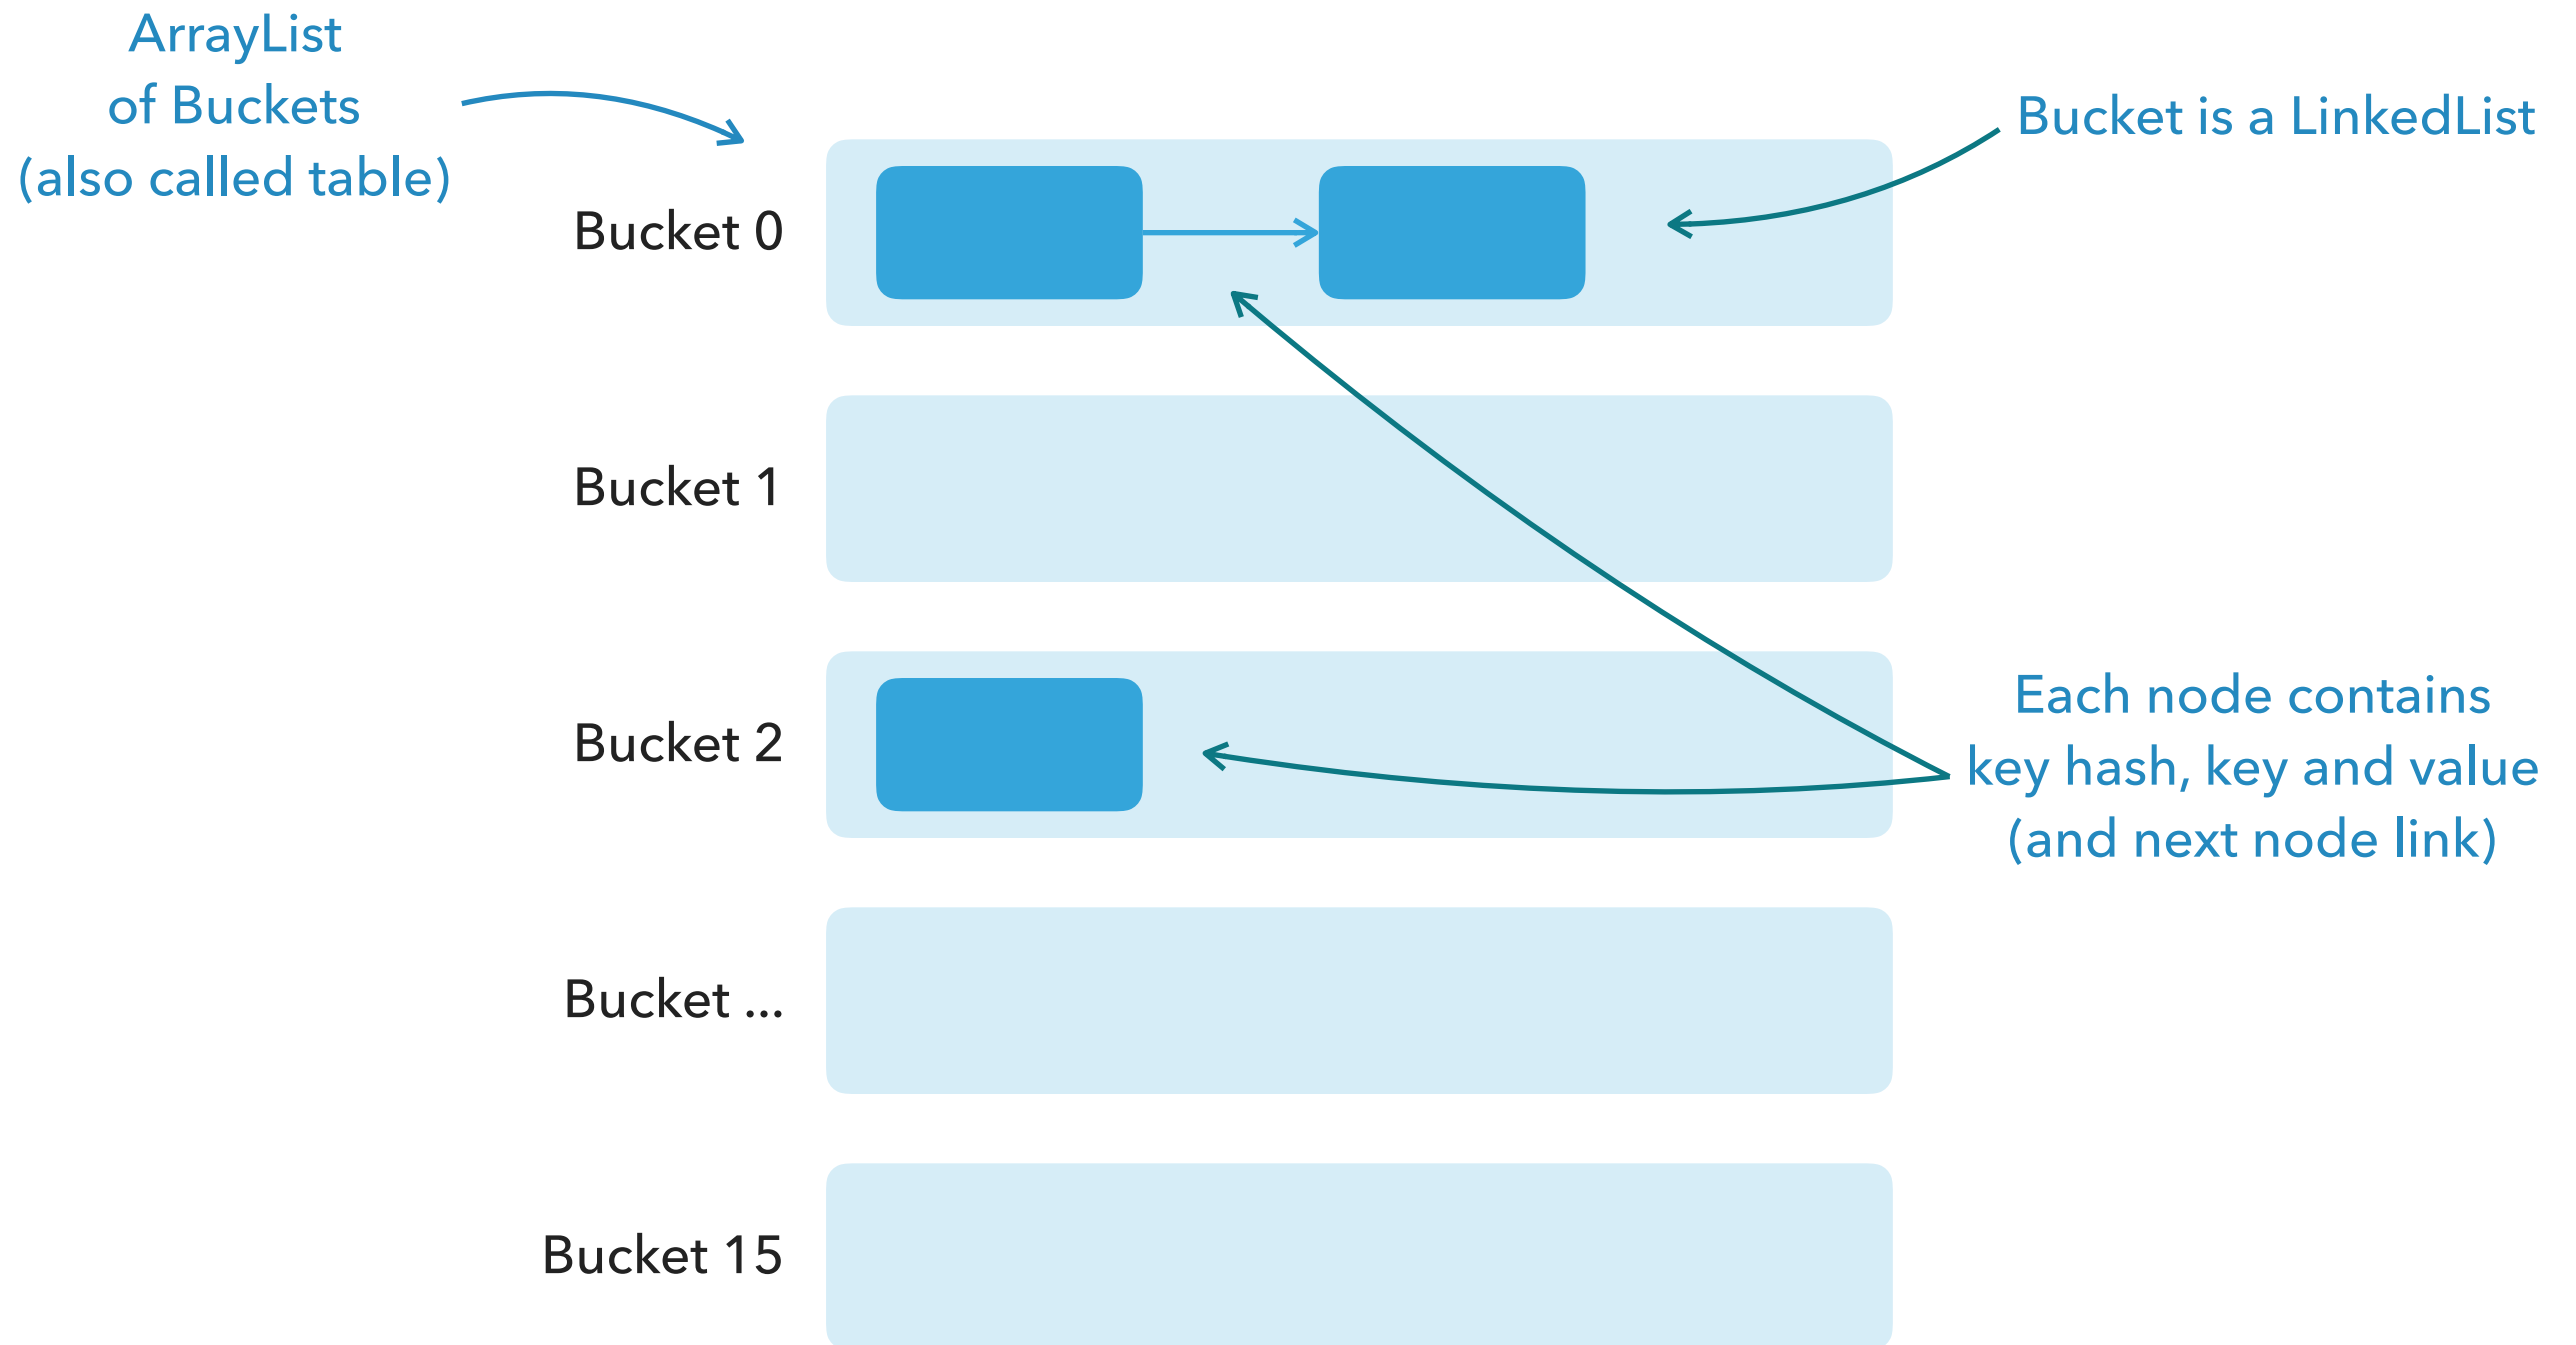 ArrayList
of Buckets
(also called table)
Bucket is a LinkedList
Bucket 0
Bucket 1
Bucket 2
Each node contains
key hash, key and value
(and next node link)
Bucket ...
Bucket 15